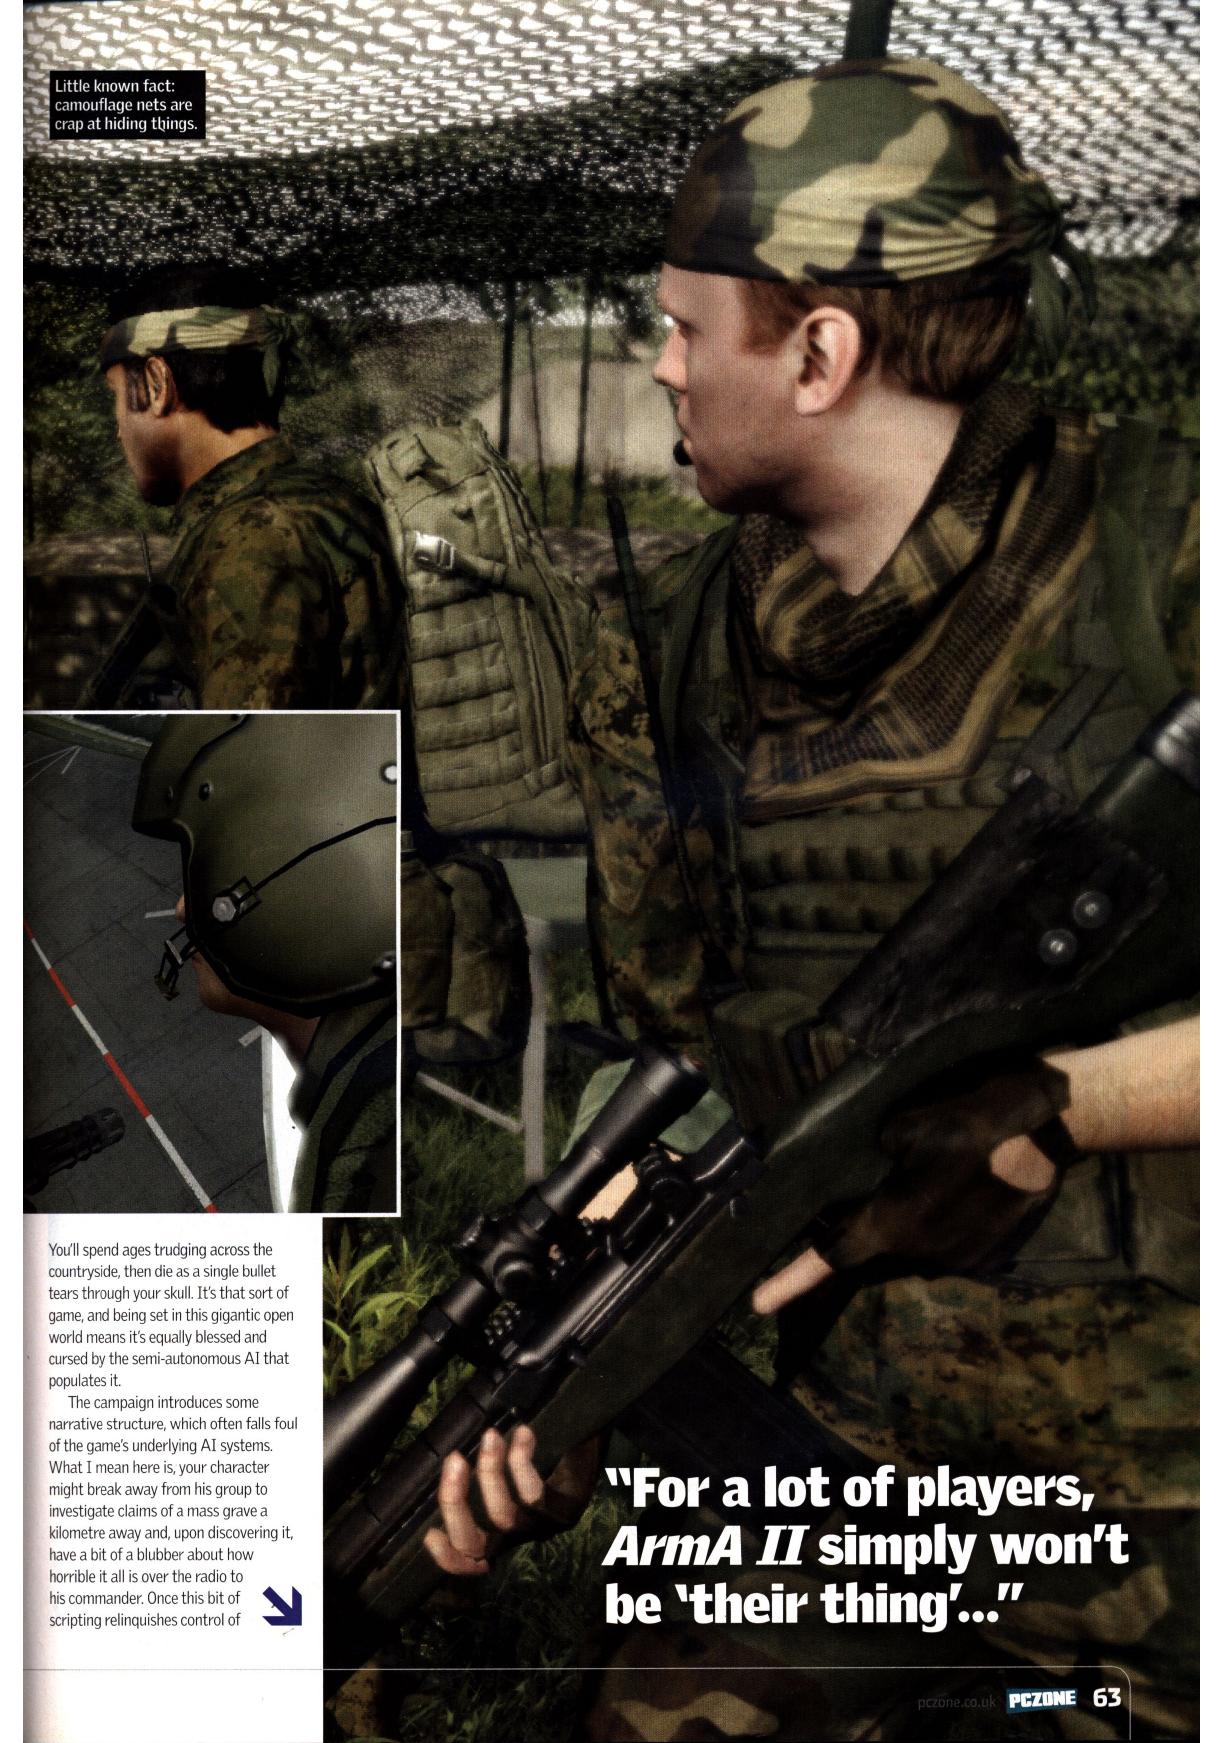 Little known fact:
camouflage nets are
crap at hiding things.
You'll spend ages trudging across the
countryside, then die as a single bullet
tears through your skull. It's that sort of
game, and being set in this gigantic open
world means it's equally blessed and
cursed by the semi-autonomous AI that
populates it.
The campaign introduces some
narrative structure, which often falls foul
of the game's underlying AI systems.
What I mean here is, your character
might break away from his group to
investigate claims of a mass grave a
kilometre away and, upon discovering it,
have a bit of a blubber about how
horrible it all is over the radio to
his commander. Once this bit of
scripting relinquishes control of
"For a lot of players,
ArmA II simply won't
be 'their thing'..."
pczone.co.uk PCZONE 63